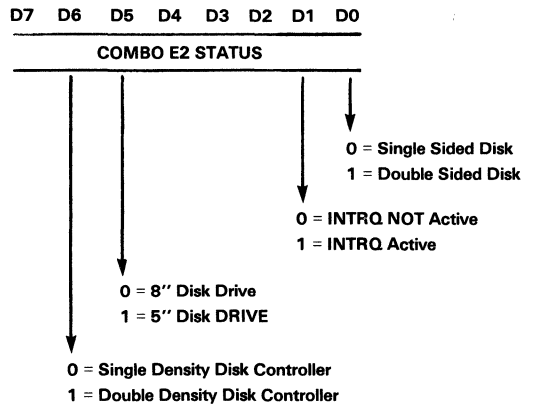 D7 D6 D5 D4 D3 D2 D1 D0
COMBO E2 STATUS
0 = Single Sided Disk
1 = Double Sided Disk
0 = INTRQ NOT Active
1 = INTRQ Active
0 = 8'' Disk Drive
1 = 5'' Disk DRIVE
0 = Single Density Disk Controller
1 = Double Density Disk Controller